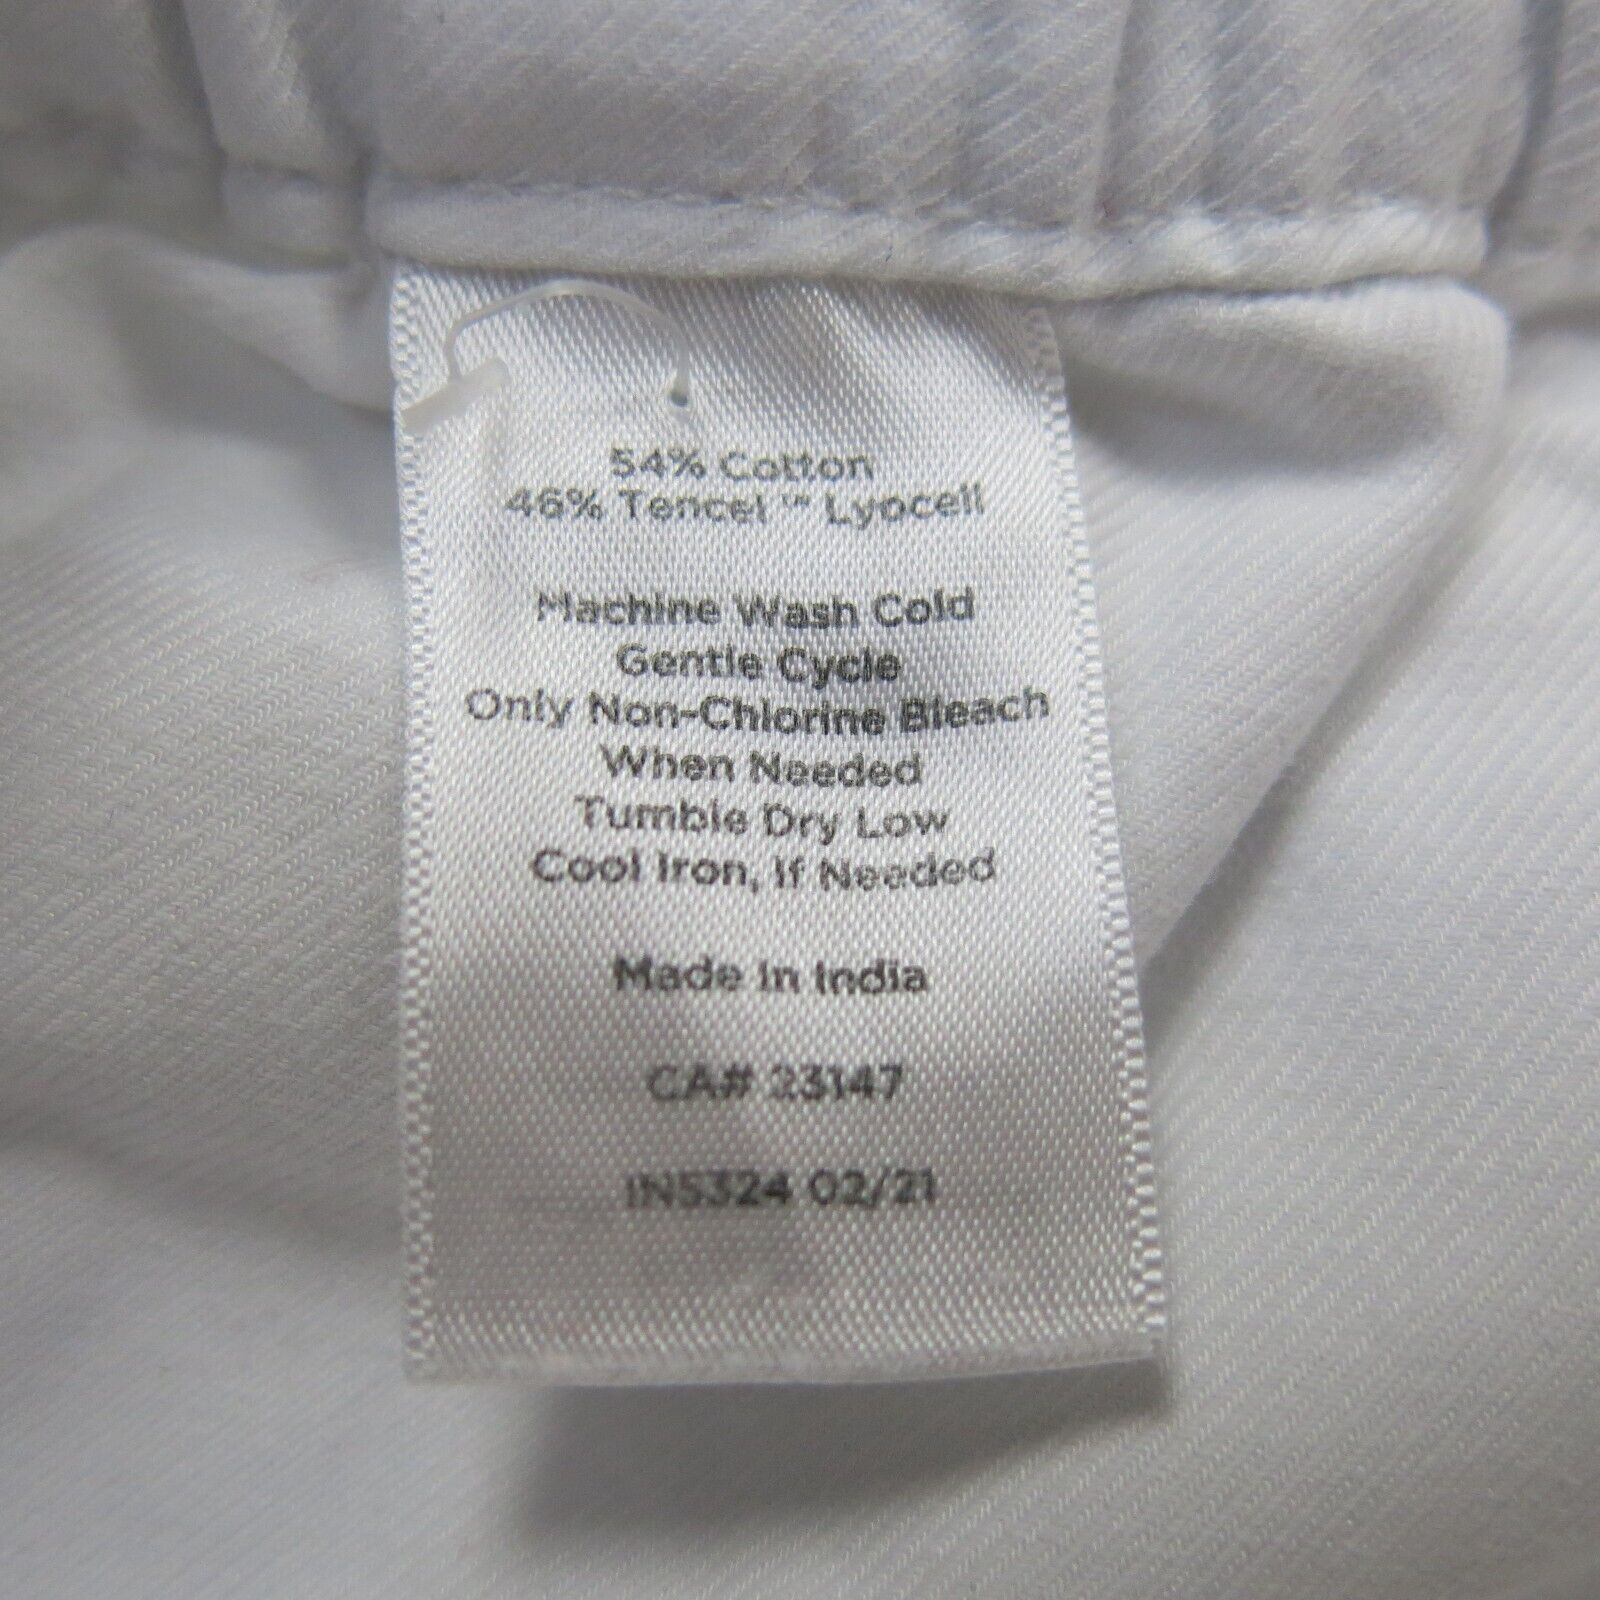 54% Cotton
46% Tencel™ Lyocell
Machine Wash Cold
Gentle Cycle
Only Non-Chlorine Bleach
When Needed
Tumble Dry Low
Cool Iron, If Needed
Made in India
CA# 23147
IN5324 02/21